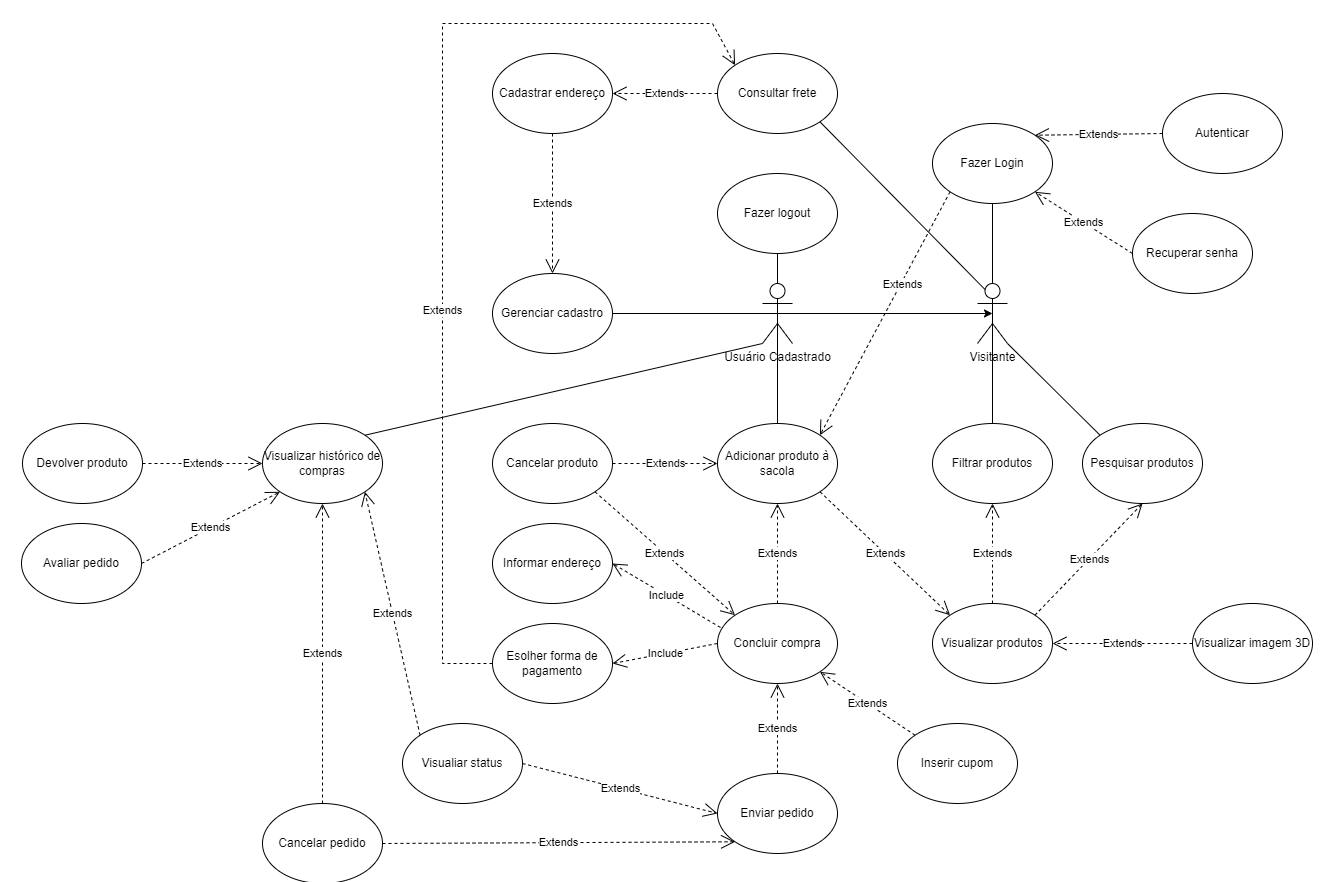 Cadastrar endereço
Extends
Consultar frete
Autenticar
Extends
Fazer Login
Extends
Fazer logout
Extends
Recuperar senha
Extends
Extends
Gerenciar cadastro
Usuário Cadastrado
Visitante
Devolver produto
Extends
Visualizar histórico de
compras
Cancelar produto
Extends
Adicionar produto à
sacola
Filtrar produtos
Pesquisar produtos
Extends
Avaliar pedido
Informar endereço
Extends
Extends
Extends
Extends
Extends
Include
Extends
Extends
Esolher forma de
pagamento
Include
Concluir compra
Visualizar produtos
Extends
Visualizar imagem 3D
Extends
Extends
Visualiar status
Extends
Inserir cupom
Enviar pedido
Cancelar pedido
Extends